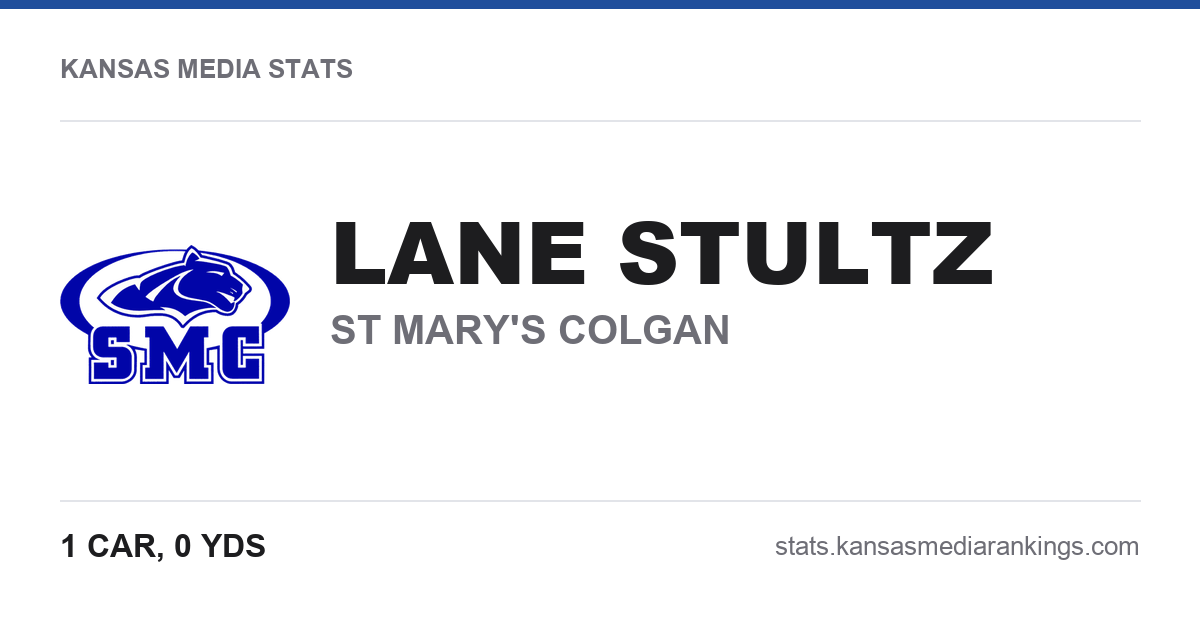 KANSAS MEDIA STATS
LANE STULTZ
ST MARY'S COLGAN
SMC
1 CAR, 0 YDS
stats.kansasmediarankings.com